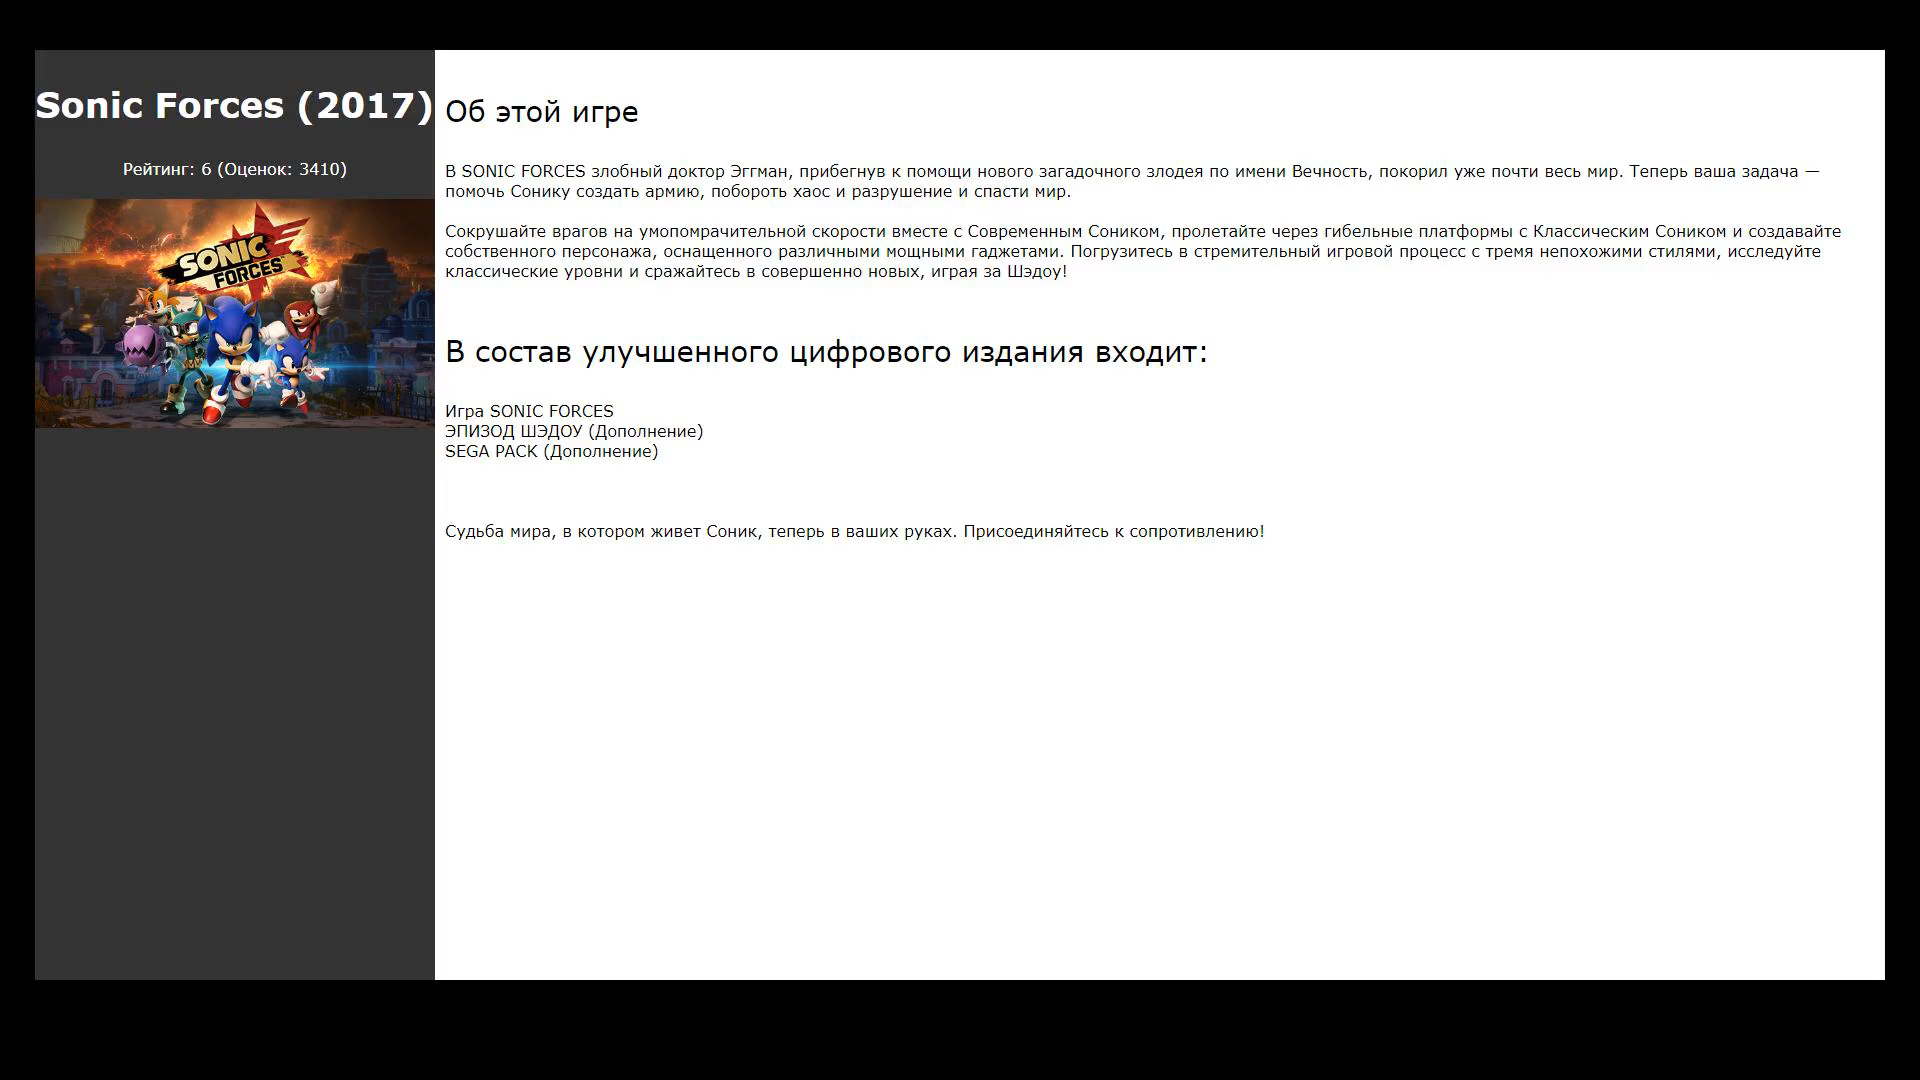 Sonic Forces (2017)
Рейтинг: 6 (Оценок: 3410)
SONIC
FORCES
Об этой игре
В SONIC FORCES злобный доктор Эггман, прибегнув к помощи нового загадочного злодея по имени Вечность, покорил уже почти весь мир. Теперь ваша задача —
помочь Сонику создать армию, побороть хаос и разрушение и спасти мир.
Сокрушайте врагов на умопомрачительной скорости вместе с Современным Соником, пролетайте через гибельные платформы с Классическим Соником и создавайте
собственного персонажа, оснащенного различными мощными гаджетами. Погрузитесь в стремительный игровой процесс с тремя непохожими стилями, исследуйте
классические уровни и сражайтесь в совершенно новых, играя за Шэдоу!
В состав улучшенного цифрового издания входит:
Игра SONIC FORCES
ЭПИЗОД ШЭДОУ (Дополнение)
SEGA PACK (Дополнение)
Судьба мира, в котором живет Соник, теперь в ваших руках. Присоединяйтесь к сопротивлению!